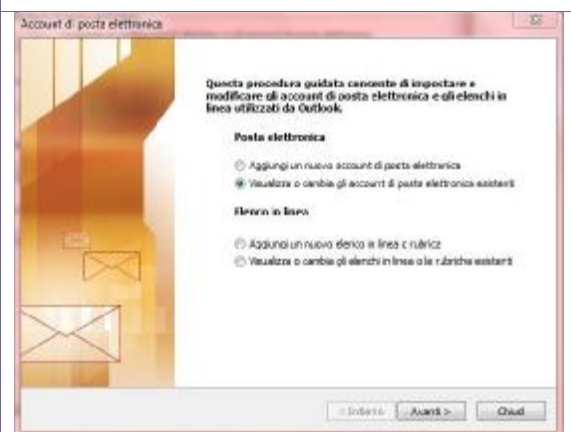 Account di posta elettronica
Questa procedura guidata consente di impostare e
modificare gli account di posta elettronica e gli elenchi in
linea utilizzati da Outlook.
Posta elettronica
Aggiungi un nuovo account di posta elettronica
Visualizza o cambia gli account di posta elettronica esistenti
Elenco in linea
Aggiungi un nuovo elenco in linea o rubrica
Visualizza o cambia gli elenchi in linea o le rubriche esistenti
< Indietro Avanti > Chiudi